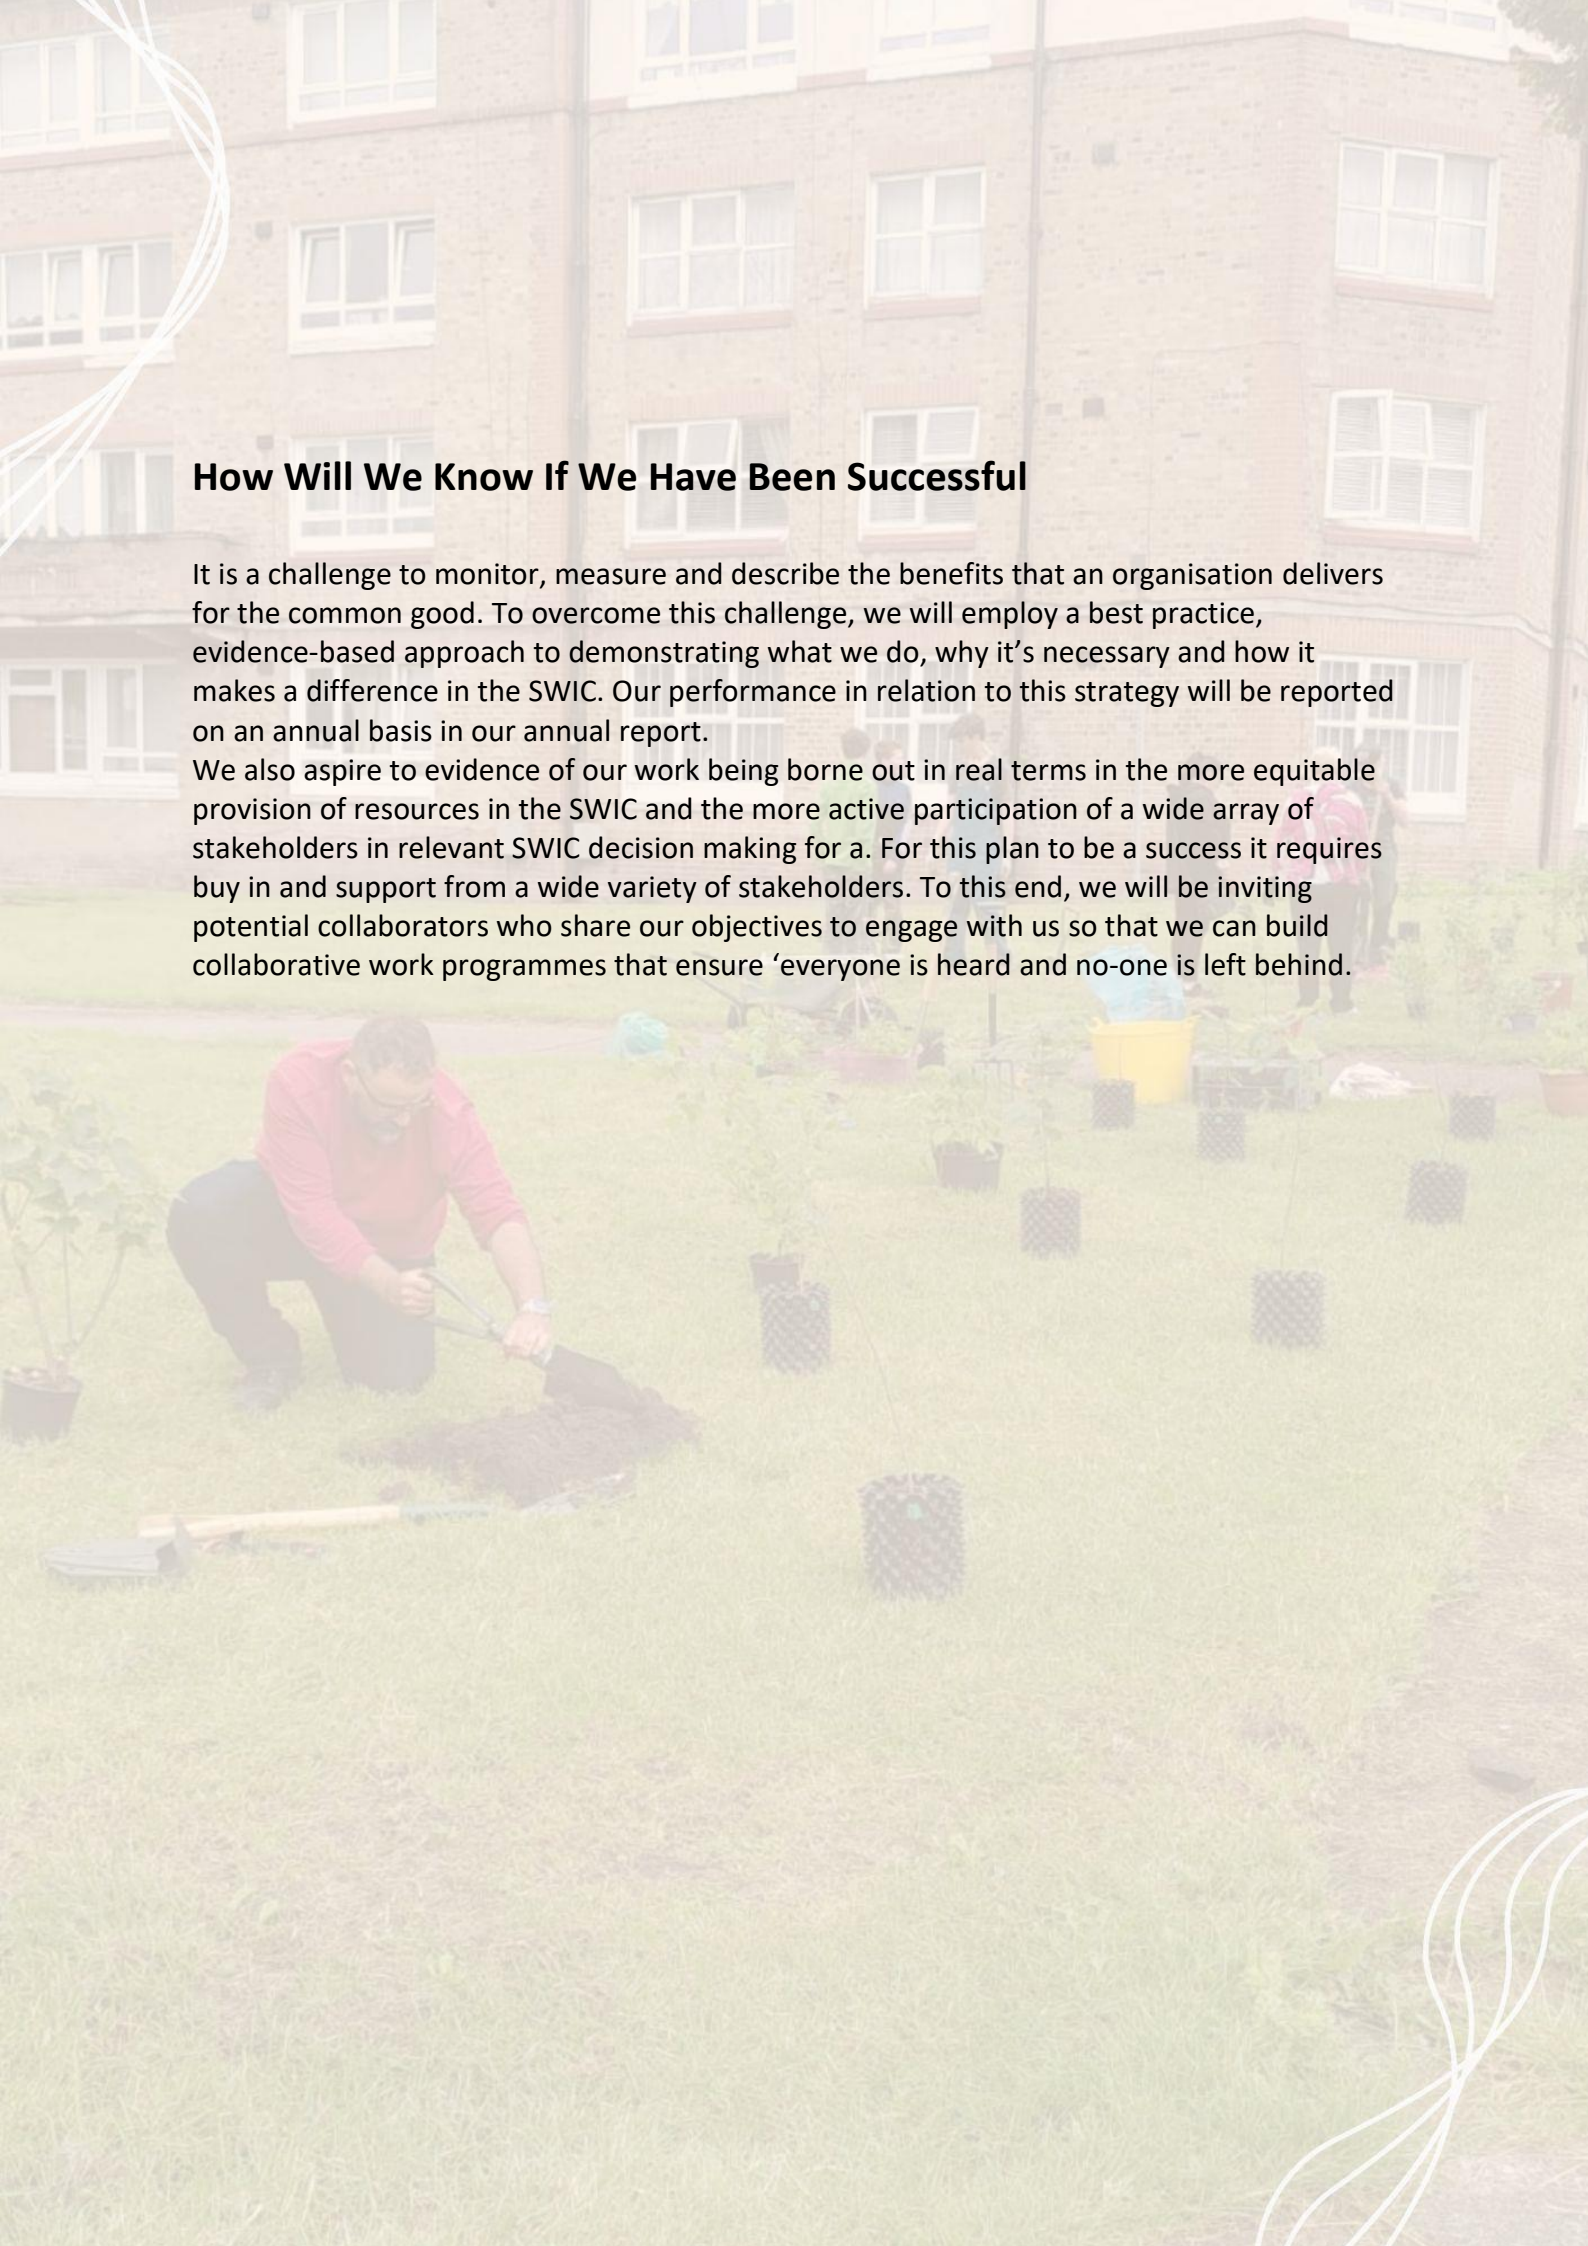 How Will We Know If We Have Been Successful
It is a challenge to monitor, measure and describe the benefits that an organisation delivers
for the common good. To overcome this challenge, we will employ a best practice,
evidence-based approach to demonstrating what we do, why it’s necessary and how it
makes a difference in the SWIC. Our performance in relation to this strategy will be reported
on an annual basis in our annual report.
We also aspire to evidence of our work being borne out in real terms in the more equitable
provision of resources in the SWIC and the more active participation of a wide array of
stakeholders in relevant SWIC decision making for a. For this plan to be a success it requires
buy in and support from a wide variety of stakeholders. To this end, we will be inviting
potential collaborators who share our objectives to engage with us so that we can build
collaborative work programmes that ensure ‘everyone is heard and no-one is left behind.